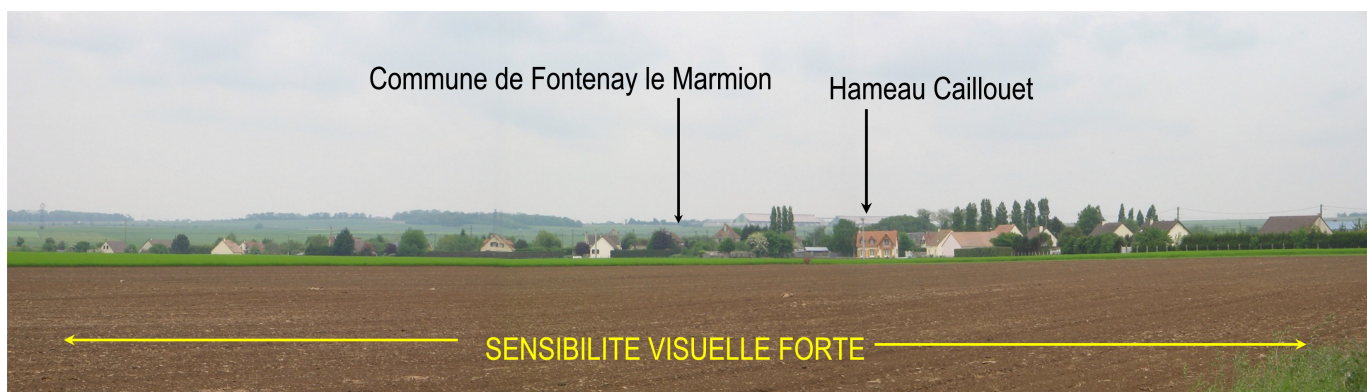 Commune de Fontenay le Marmion
Hameau Caillouet
SENSIBILITE VISUELLE FORTE